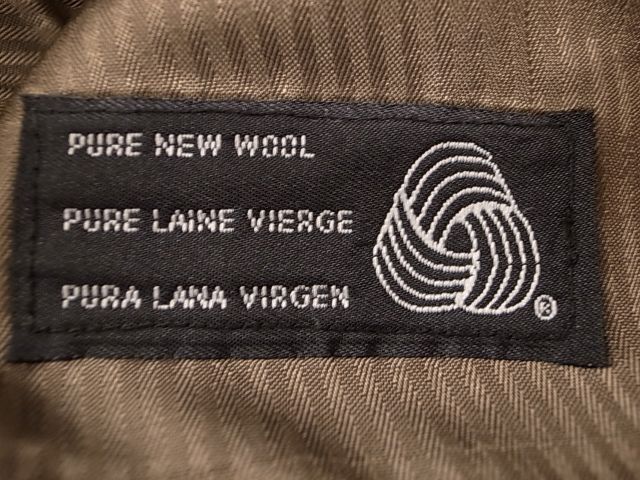 PURE NEW WOOL
PURE LAINE VIERGE
PURA LANA VIRGEN
®